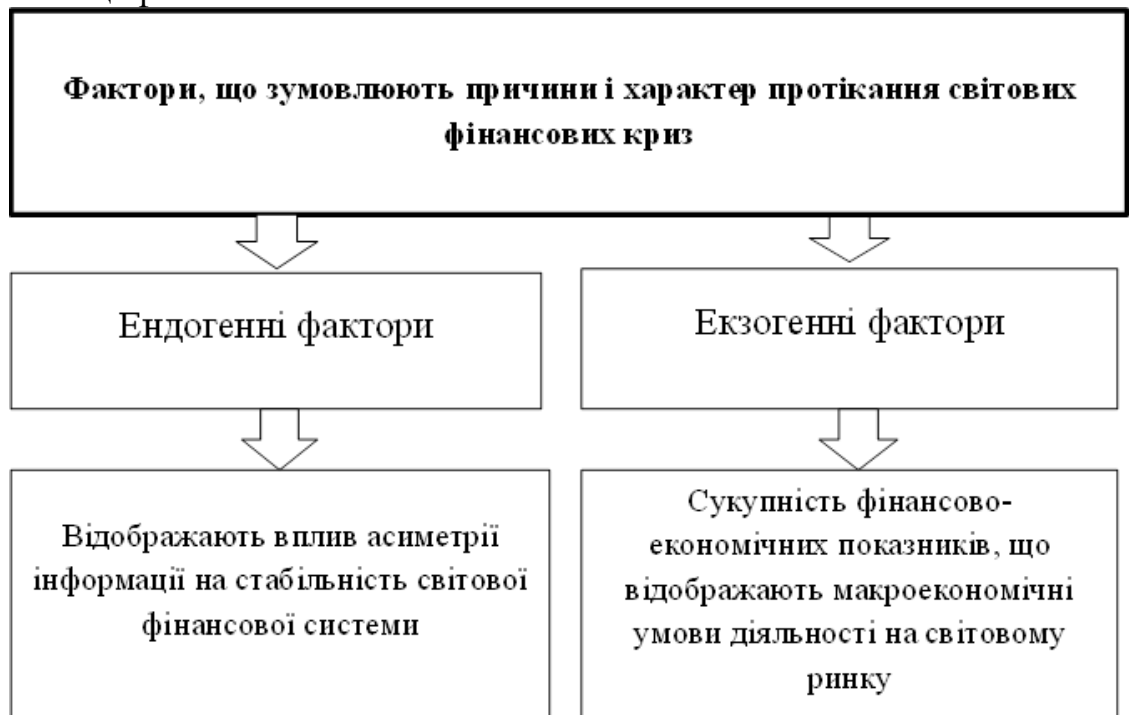 Фактори, що зумовлюють причини і характер протікання світових
фінансових криз
Ендогенні фактори
Екзогенні фактори
Відображають вплив асиметрії
інформації на стабільність світової
фінансової системи
Сукупність фінансово-
економічних показників, що
відображають макроекономічні
умови діяльності на світовому
ринку